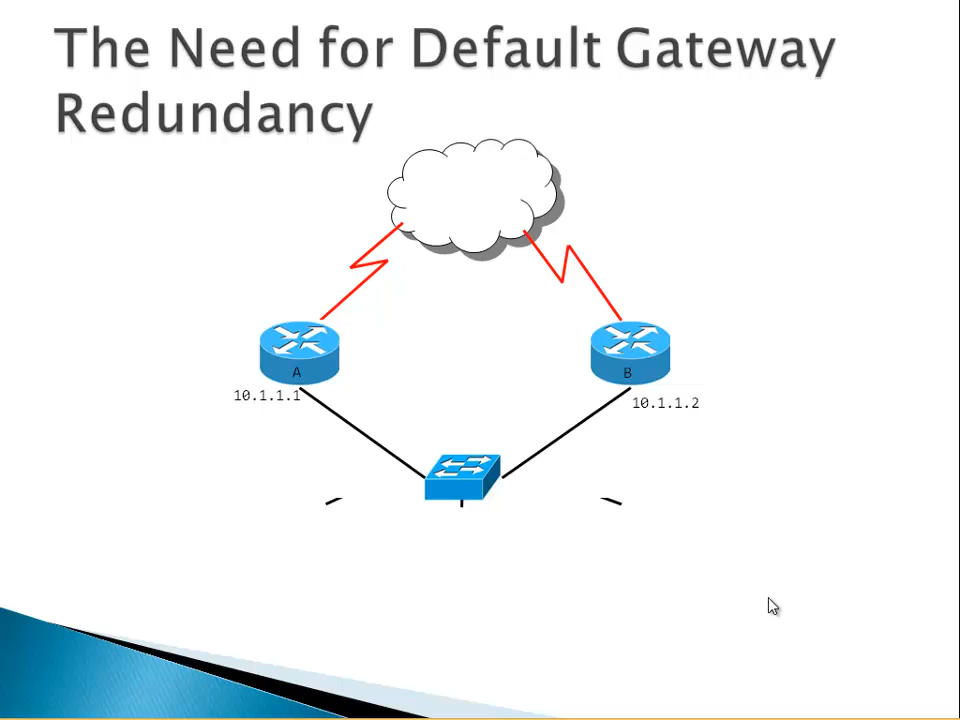 The Need for Default Gateway
Redundancy
A
B
10.1.1.1
10.1.1.2